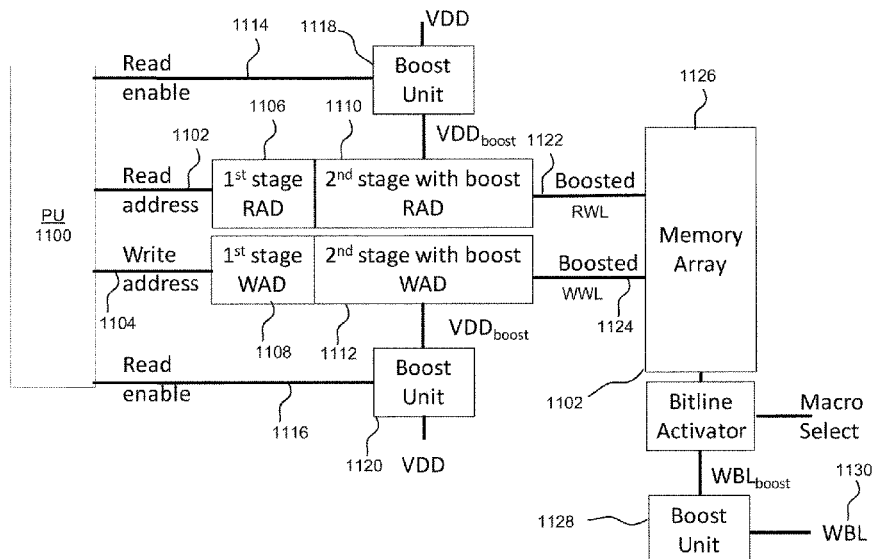 1114
1118
VDD
1126
Read
enable
Boost
Unit
1106
1110
1102
VDDboost
1122
Read
address
1st stage
RAD
2nd stage with boost
RAD
Boosted
RWL
PU
1100
Memory
Array
Write
address
1st stage
WAD
2nd stage with boost
WAD
Boosted
WWL
1104
1124
1108
1112
VDDboost
Read
enable
Boost
Unit
1102
1116
Bitline
Activator
Macro
Select
1120
VDD
WBLboost
1130
1128
Boost
Unit
WBL